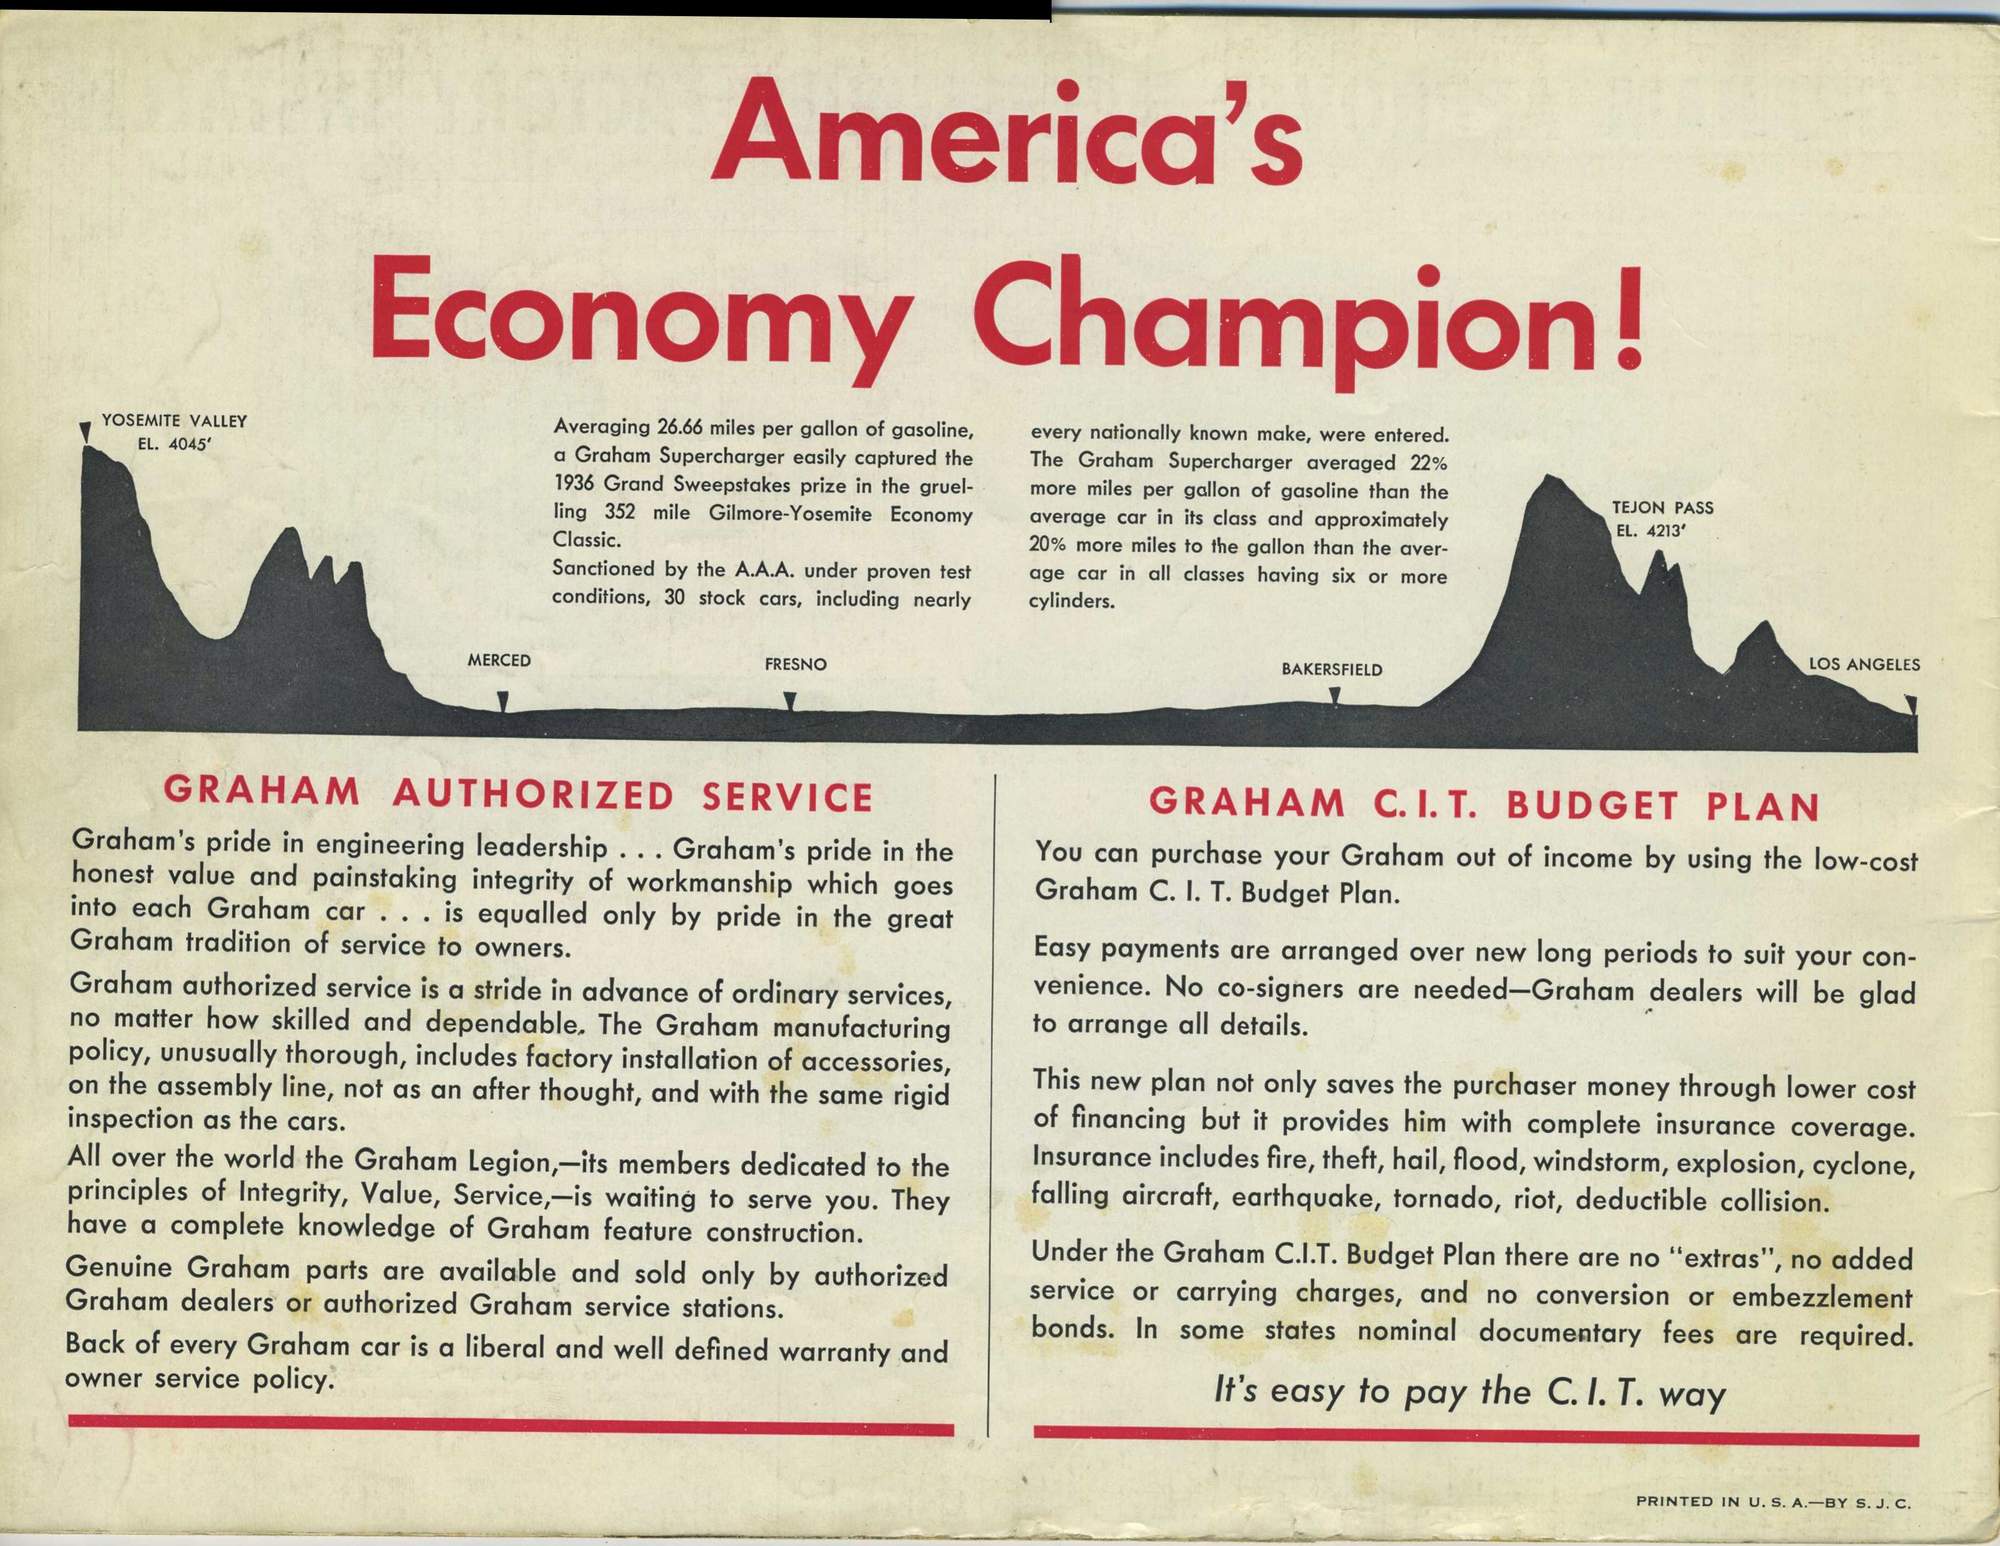 America's
Economy Champion!
YOSEMITE VALLEY
EL. 4045'
Averaging 26.66 miles per gallon of gasoline,
a Graham Supercharger easily captured the
1936 Grand Sweepstakes prize in the gruel-
ling 352 mile Gilmore-Yosemite Economy
Classic.
Sanctioned by the A.A.A. under proven test
conditions, 30 stock cars, including nearly
every nationally known make, were entered.
The Graham Supercharger averaged 22%
more miles per gallon of gasoline than the
average car in its class and approximately
20% more miles to the gallon than the aver-
age car in all classes having six or more
cylinders.
TEJON PASS
EL. 4213'
MERCED
FRESNO
BAKERSFIELD
LOS ANGELES
GRAHAM AUTHORIZED SERVICE
Graham's pride in engineering leadership . . . Graham's pride in the
honest value and painstaking integrity of workmanship which goes
into each Graham car . . . is equalled only by pride in the great
Graham tradition of service to owners.
Graham authorized service is a stride in advance of ordinary services,
no matter how skilled and dependable. The Graham manufacturing
policy, unusually thorough, includes factory installation of accessories,
on the assembly line, not as an after thought, and with the same rigid
inspection as the cars.
All over the world the Graham Legion,—its members dedicated to the
principles of Integrity, Value, Service,—is waiting to serve you. They
have a complete knowledge of Graham feature construction.
Genuine Graham parts are available and sold only by authorized
Graham dealers or authorized Graham service stations.
Back of every Graham car is a liberal and well defined warranty and
owner service policy.
GRAHAM C.I.T. BUDGET PLAN
You can purchase your Graham out of income by using the low-cost
Graham C. I. T. Budget Plan.
Easy payments are arranged over new long periods to suit your con-
venience. No co-signers are needed—Graham dealers will be glad
to arrange all details.
This new plan not only saves the purchaser money through lower cost
of financing but it provides him with complete insurance coverage.
Insurance includes fire, theft, hail, flood, windstorm, explosion, cyclone,
falling aircraft, earthquake, tornado, riot, deductible collision.
Under the Graham C.I.T. Budget Plan there are no "extras", no added
service or carrying charges, and no conversion or embezzlement
bonds. In some states nominal documentary fees are required.
It's easy to pay the C. I. T. way
PRINTED IN U. S. A.—BY S. J. C.